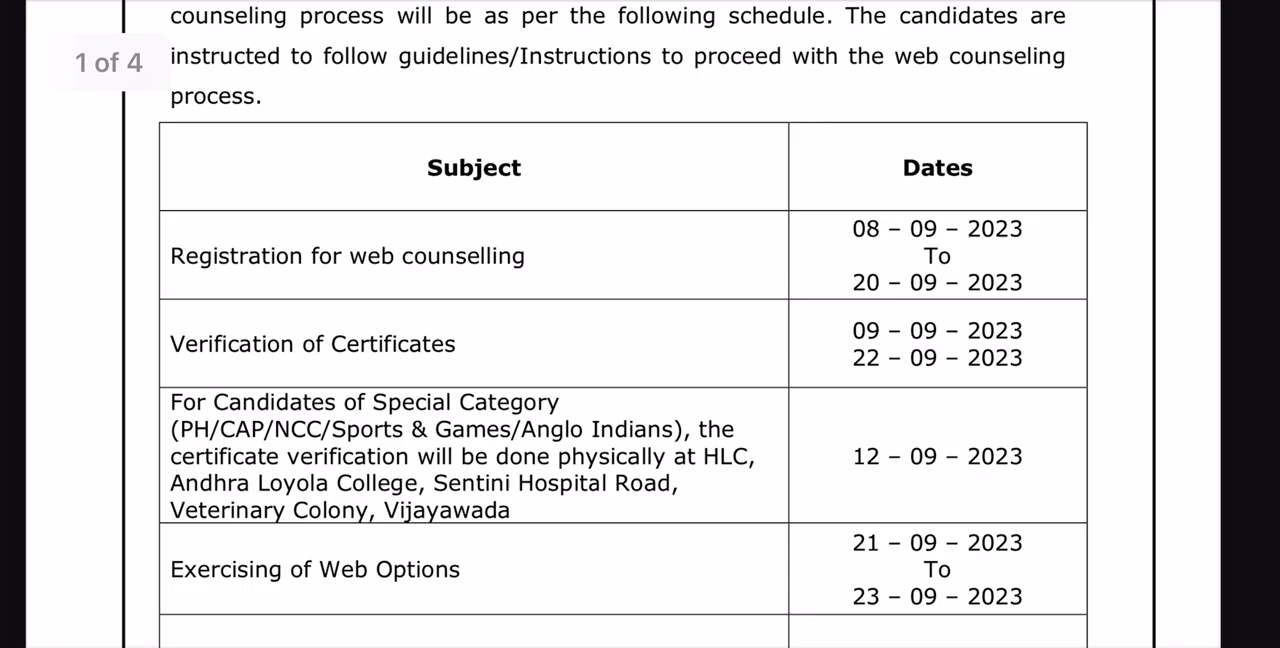 counseling process will be as per the following schedule. The candidates are
1 of 4
instructed to follow guidelines/Instructions to proceed with the web counseling
process.
Subject
Dates
Registration for web counselling
08 – 09 – 2023
To
20 – 09 – 2023
Verification of Certificates
09 – 09 – 2023
22 – 09 – 2023
For Candidates of Special Category
(PH/CAP/NCC/Sports & Games/Anglo Indians), the
certificate verification will be done physically at HLC,
Andhra Loyola College, Sentini Hospital Road,
Veterinary Colony, Vijayawada
12 – 09 – 2023
Exercising of Web Options
21 – 09 – 2023
To
23 – 09 – 2023